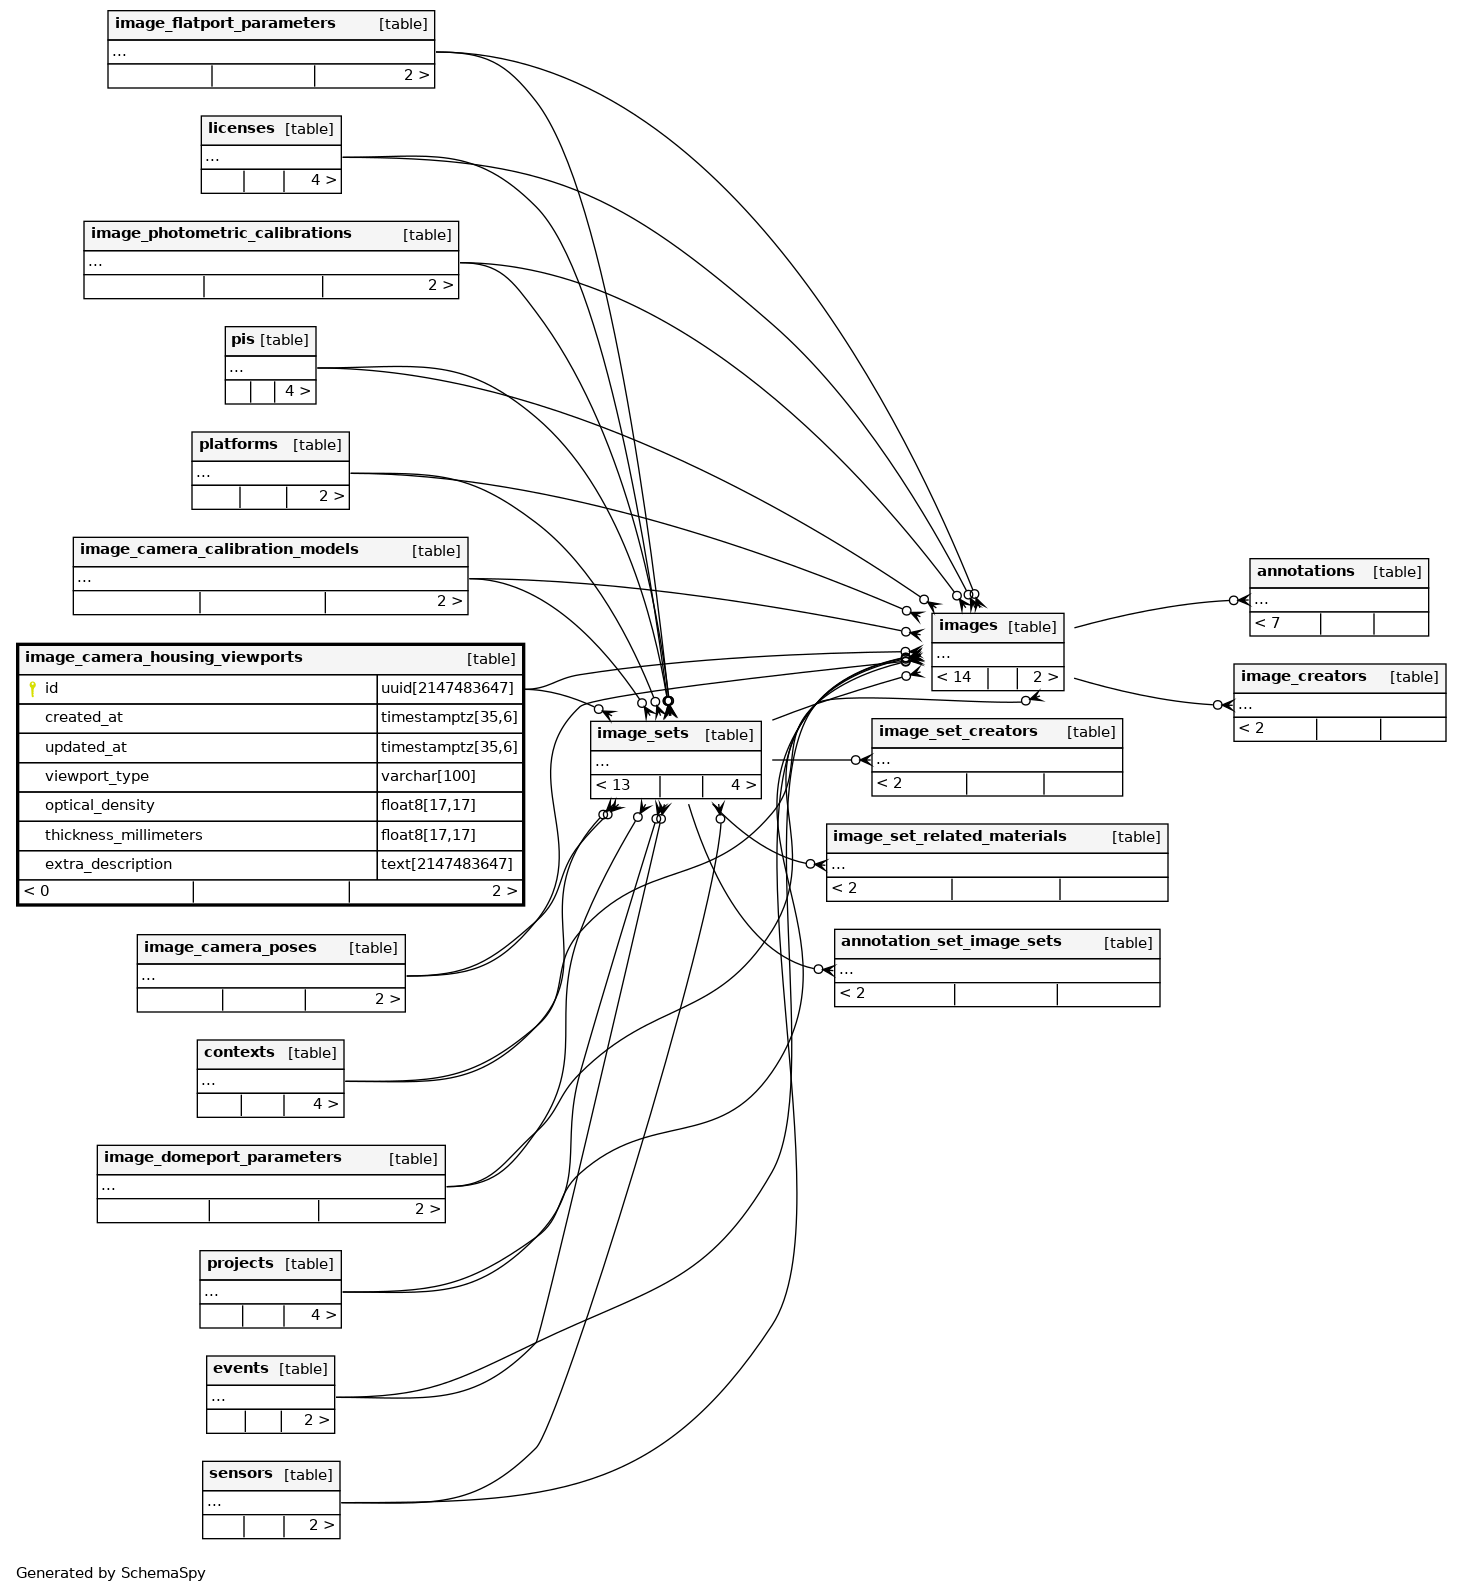 image_flatport_parameters [table]
...
2 >
licenses [table]
...
4 >
image_photometric_calibrations [table]
...
2 >
pis [table]
...
4 >
platforms [table]
...
2 >
image_camera_calibration_models [table]
...
2 >
image_camera_housing_viewports [table]
id uuid[2147483647]
created_at timestamptz[35,6]
updated_at timestamptz[35,6]
viewport_type varchar[100]
optical_density float8[17,17]
thickness_millimeters float8[17,17]
extra_description text[2147483647]
< 0 2 >
image_camera_poses [table]
...
2 >
contexts [table]
...
4 >
image_domeport_parameters [table]
...
2 >
projects [table]
...
4 >
events [table]
...
2 >
sensors [table]
...
2 >
image_sets [table]
...
< 13 4 >
images [table]
...
< 14 2 >
image_set_creators [table]
...
< 2
image_set_related_materials [table]
...
< 2
annotation_set_image_sets [table]
...
< 2
annotations [table]
...
< 7
image_creators [table]
...
< 2
Generated by SchemaSpy